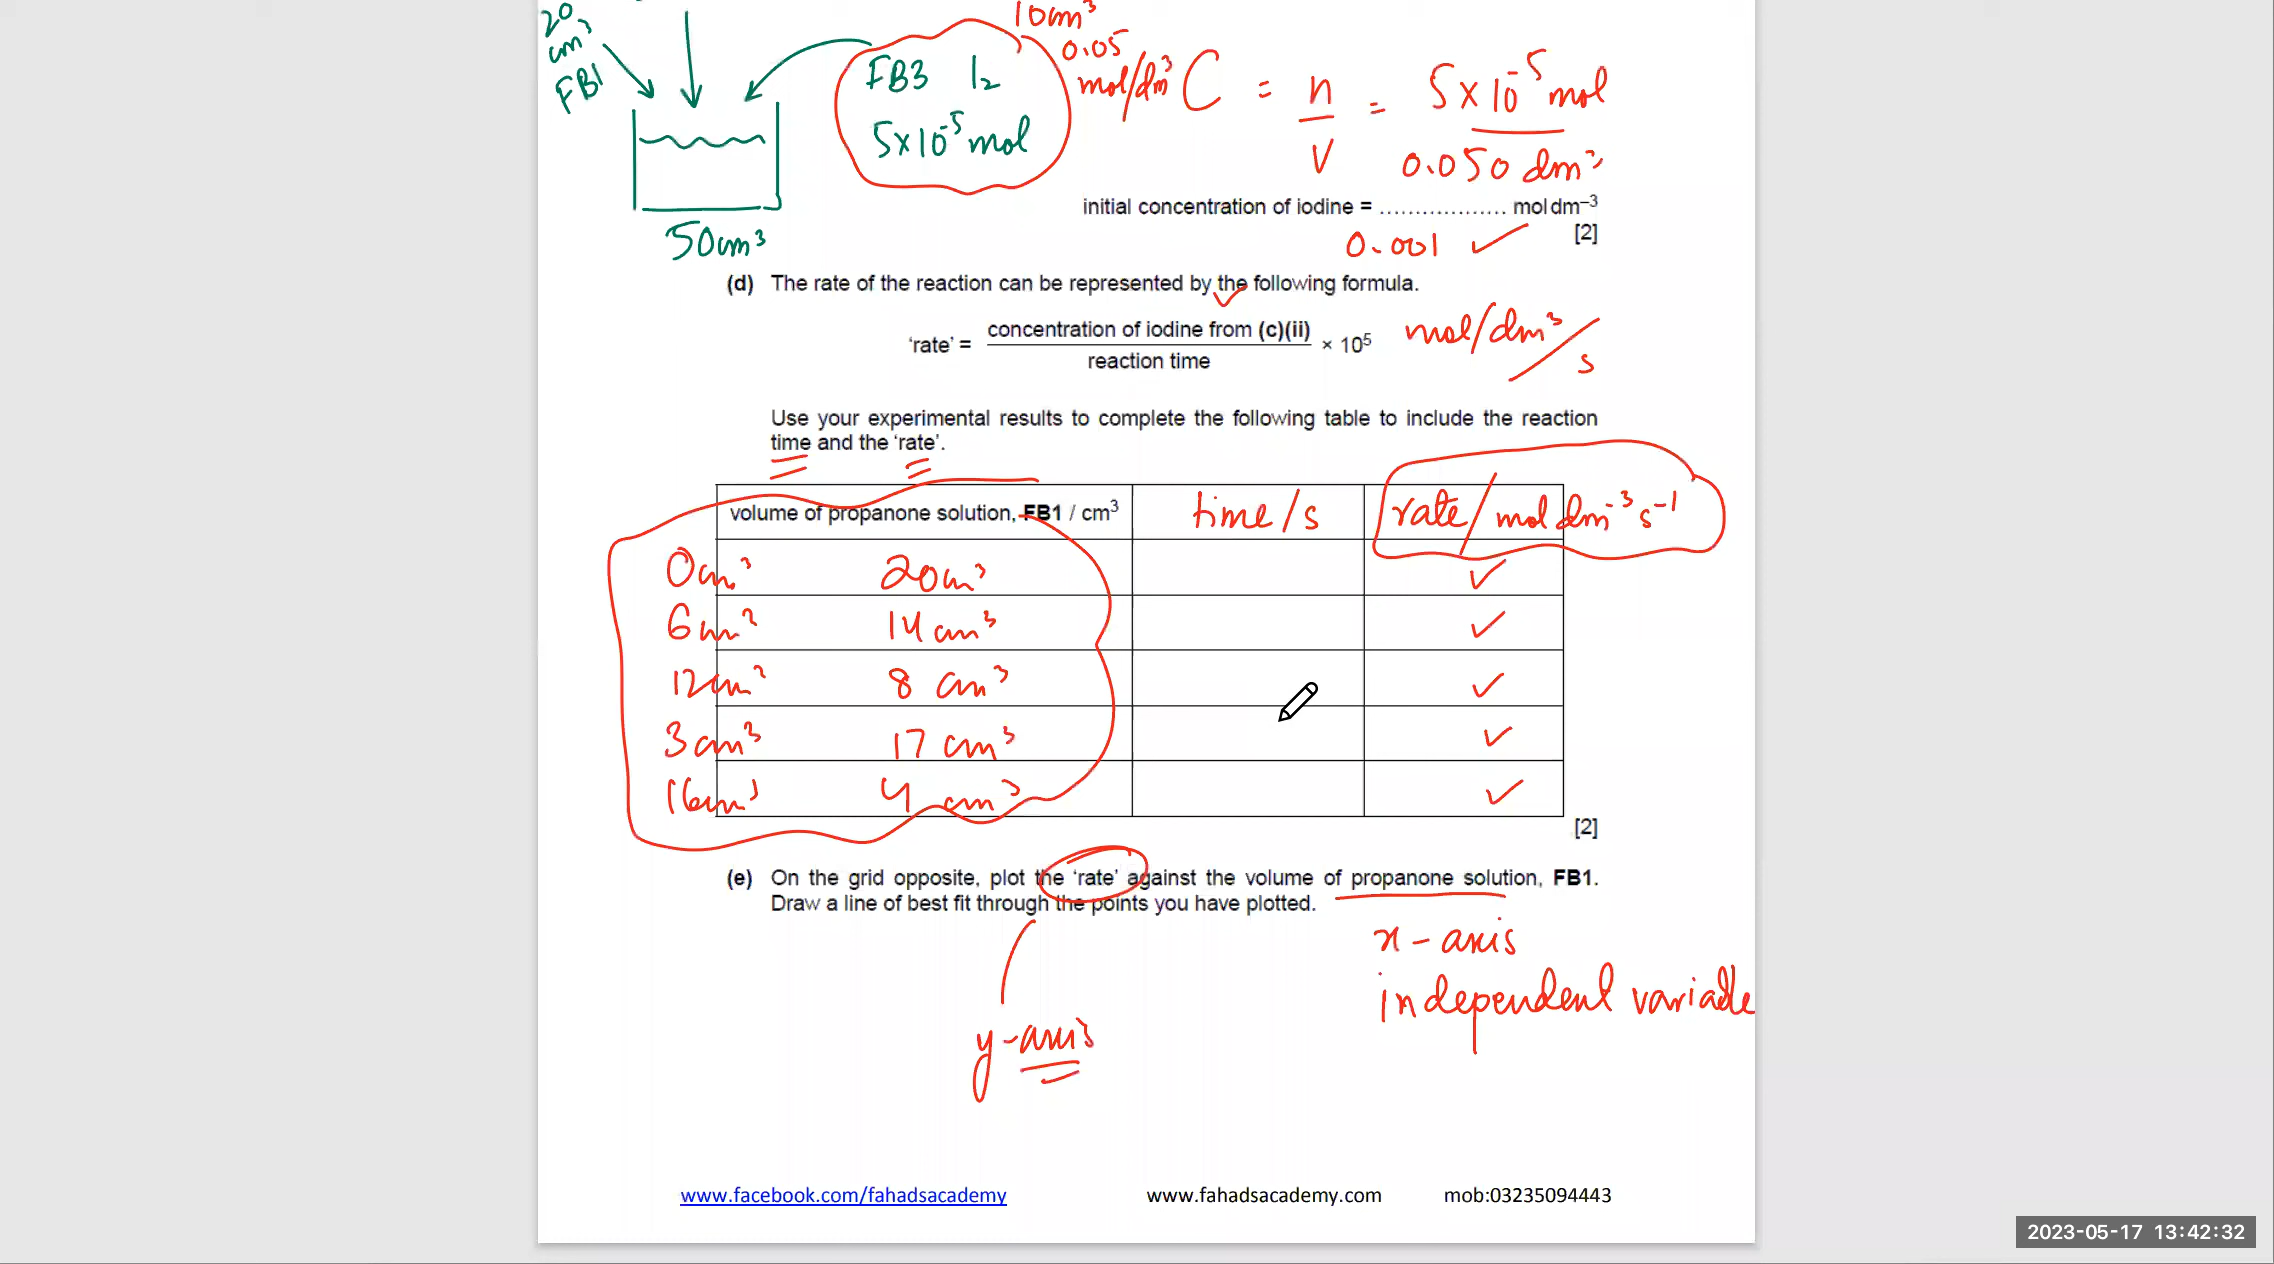 20 cm³ FB1
FB3 I₂
5×10⁻⁵ mol
10cm³
0.05
mol/dm³
C = n/V = 5×10⁻⁵ mol / 0.050 dm³
50cm³
initial concentration of iodine = .................. mol dm⁻³
[2]
0.001 ✓
(d) The rate of the reaction can be represented by the following formula.
‘rate’ = concentration of iodine from (c)(ii) / reaction time × 10⁵
mol/dm³/s
Use your experimental results to complete the following table to include the reaction
time and the ‘rate’.
volume of propanone solution, FB1 / cm³ time/s rate/mol dm⁻³ s⁻¹
0cm³ 20cm³ ✓
6cm³ 14cm³ ✓
12cm³ 8 cm³ ✓
3cm³ 17 cm³ ✓
16cm³ 4 cm³ ✓
[2]
(e) On the grid opposite, plot the ‘rate’ against the volume of propanone solution, FB1.
Draw a line of best fit through the points you have plotted.
x-axis
independent variable
y-axis
www.facebook.com/fahadsacademy www.fahadsacademy.com mob:03235094443
2023-05-17 13:42:32